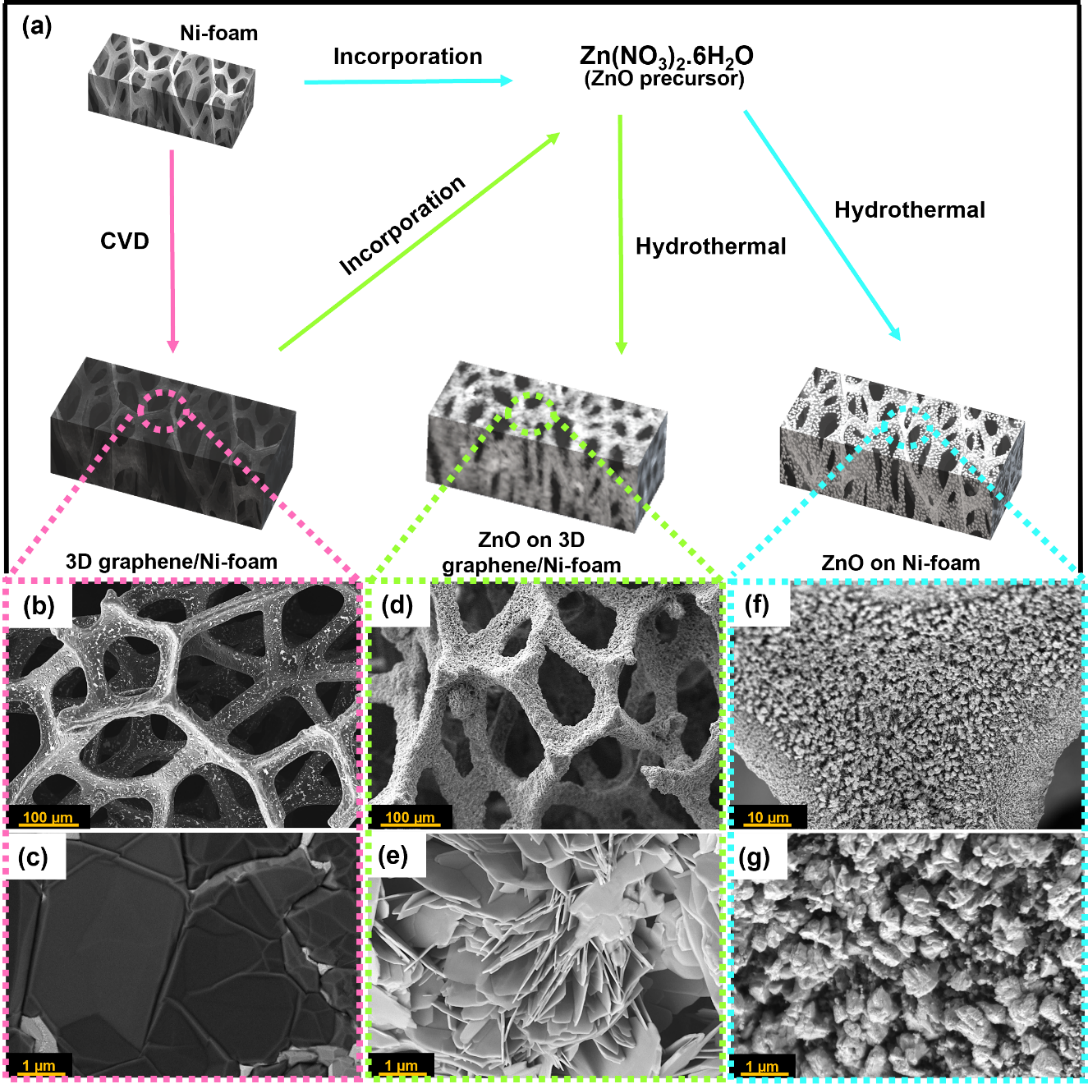 (a)
Ni-foam
Incorporation
Zn(NO₃)₂.6H₂O
(ZnO precursor)
CVD
Incorporation
Hydrothermal
Hydrothermal
3D graphene/Ni-foam
ZnO on 3D
graphene/Ni-foam
ZnO on Ni-foam
(b)
100 µm
(d)
100 µm
(f)
10 µm
(c)
1 µm
(e)
1 µm
(g)
1 µm